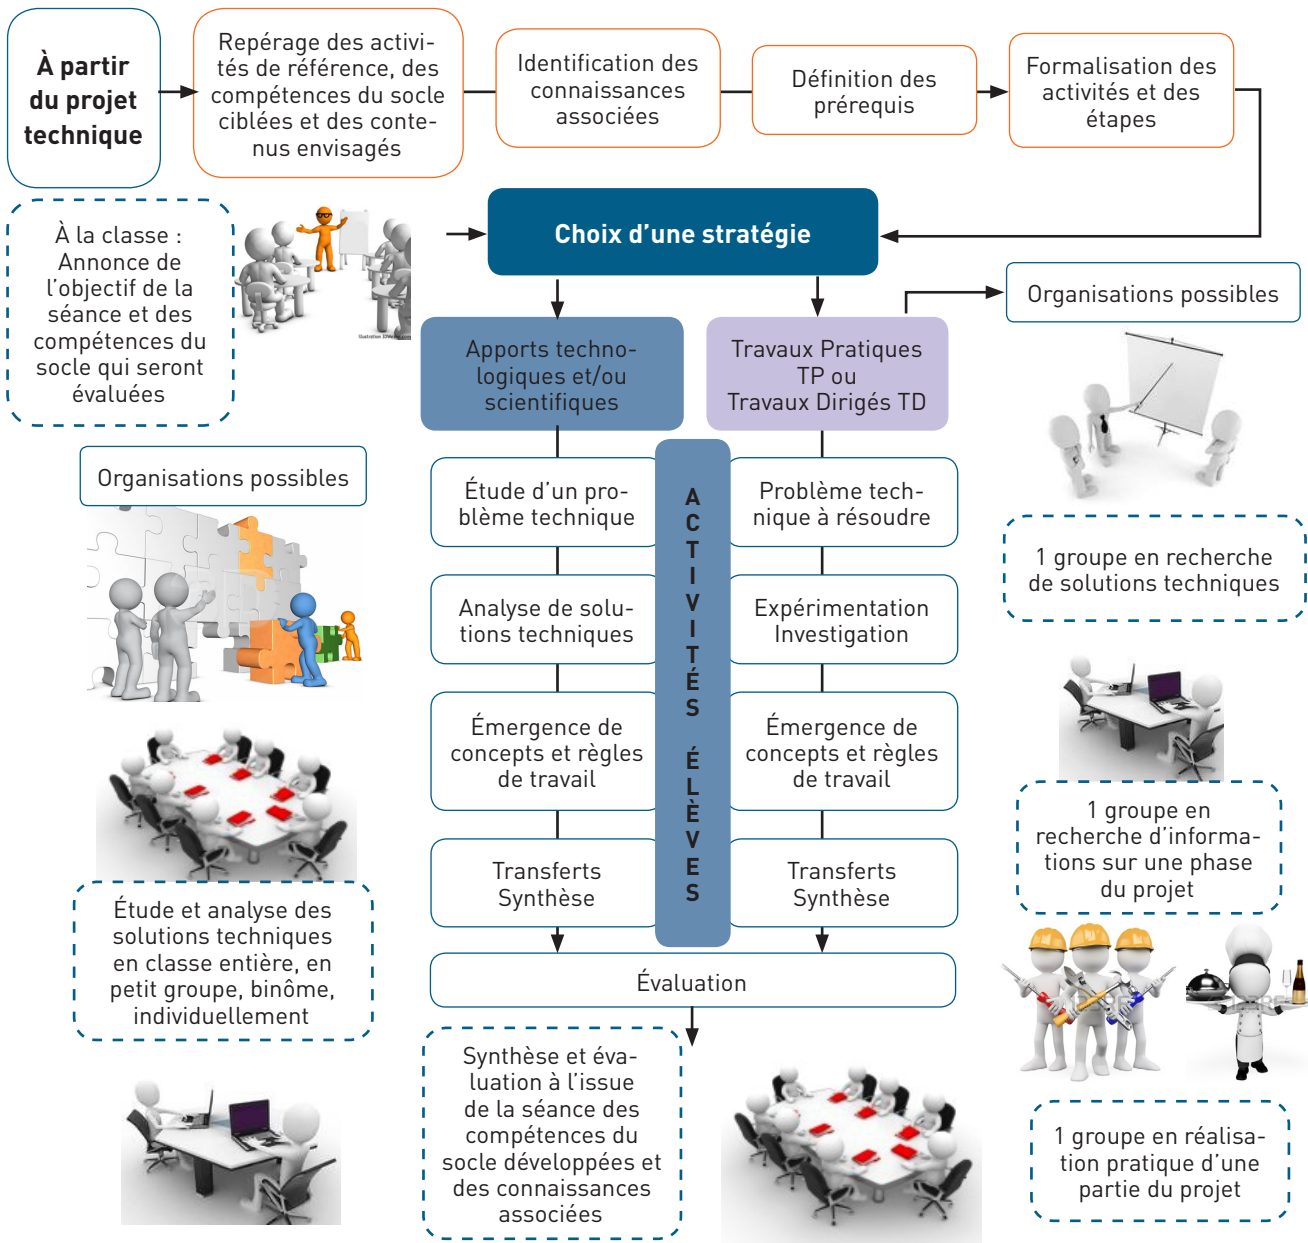 À partir
du projet
technique
Repérage des activi-
tés de référence, des
compétences du socle
ciblées et des conte-
nus envisagés
Identification des
connaissances
associées
Définition des
prérequis
Formalisation des
activités et des
étapes
À la classe :
Annonce de
l'objectif de la
séance et des
compétences du
socle qui seront
évaluées
Choix d'une stratégie
Organisations possibles
Apports techno-
logiques et/ou
scientifiques
Travaux Pratiques
TP ou
Travaux Dirigés TD
Organisations possibles
ACTIVITÉS ÉLÈVES
Étude d'un pro-
blème technique
Problème tech-
nique à résoudre
1 groupe en recherche
de solutions techniques
Analyse de solu-
tions techniques
Expérimentation
Investigation
Émergence de
concepts et règles
de travail
Émergence de
concepts et règles
de travail
1 groupe en
recherche d'informa-
tions sur une phase
du projet
Transferts
Synthèse
Transferts
Synthèse
Étude et analyse des
solutions techniques
en classe entière, en
petit groupe, binôme,
individuellement
Évaluation
Synthèse et éva-
luation à l'issue
de la séance des
compétences du
socle développées et
des connaissances
associées
1 groupe en réalisa-
tion pratique d'une
partie du projet